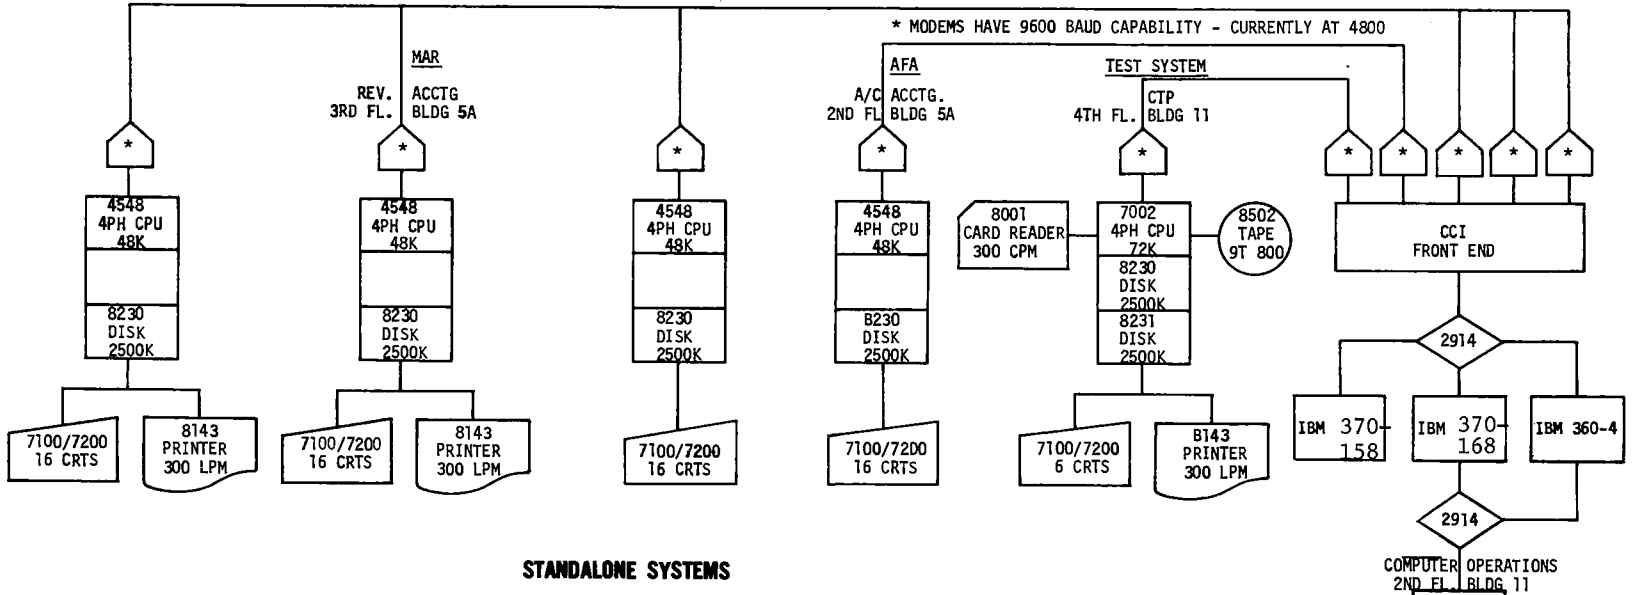 * MODEMS HAVE 9600 BAUD CAPABILITY - CURRENTLY AT 4800
MAR
REV. ACCTG
3RD FL. BLDG 5A
AFA
A/C ACCTG.
2ND FL BLDG 5A
TEST SYSTEM
CTP
4TH FL. BLDG 11
*
*
*
*
*
*
*
*
*
*
4548
4PH CPU
48K
8230
DISK
2500K
7100/7200
16 CRTS
8143
PRINTER
300 LPM
4548
4PH CPU
48K
8230
DISK
2500K
7100/7200
16 CRTS
8143
PRINTER
300 LPM
4548
4PH CPU
48K
8230
DISK
2500K
7100/7200
16 CRTS
4548
4PH CPU
48K
B230
DISK
2500K
7100/72D0
16 CRTS
8001
CARD READER
300 CPM
7002
4PH CPU
72K
8230
DISK
2500K
8231
DISK
2500K
8502
TAPE
9T 800
7100/7200
6 CRTS
B143
PRINTER
300 LPM
CCI
FRONT END
2914
IBM 370-
158
IBM 370-
168
IBM 360-4
2914
COMPUTER OPERATIONS
2ND FL. BLDG 11
STANDALONE SYSTEMS